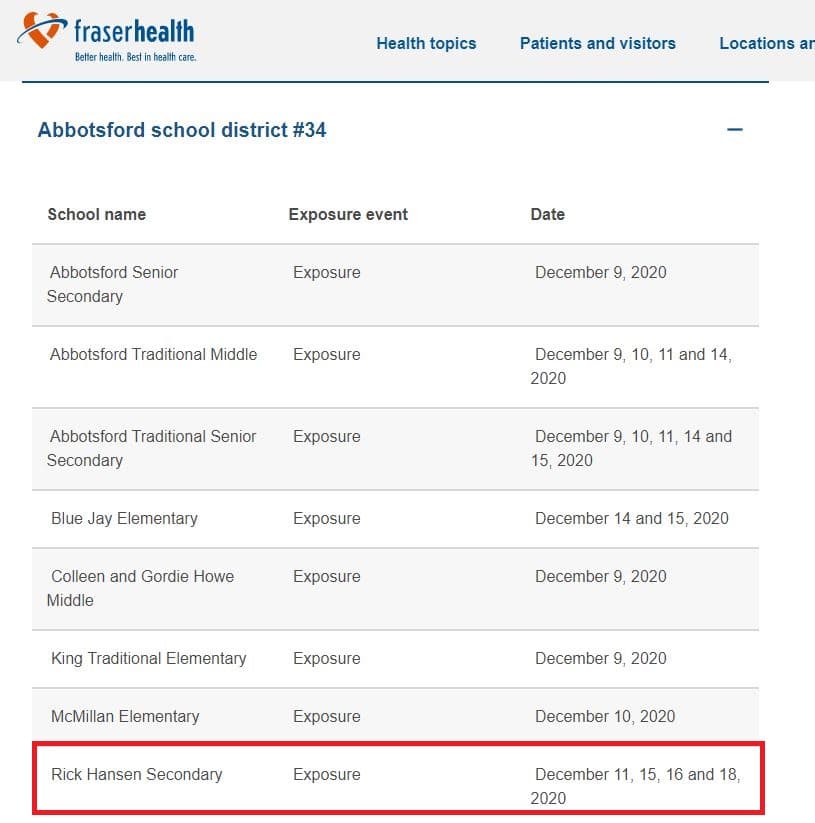 fraserhealth
Better health. Best in health care.
Health topics Patients and visitors Locations an
Abbotsford school district #34
School name Exposure event Date
Abbotsford Senior Exposure December 9, 2020
Secondary
Abbotsford Traditional Middle Exposure December 9, 10, 11 and 14,
2020
Abbotsford Traditional Senior Exposure December 9, 10, 11, 14 and
Secondary 15, 2020
Blue Jay Elementary Exposure December 14 and 15, 2020
Colleen and Gordie Howe Exposure December 9, 2020
Middle
King Traditional Elementary Exposure December 9, 2020
McMillan Elementary Exposure December 10, 2020
Rick Hansen Secondary Exposure December 11, 15, 16 and 18,
2020